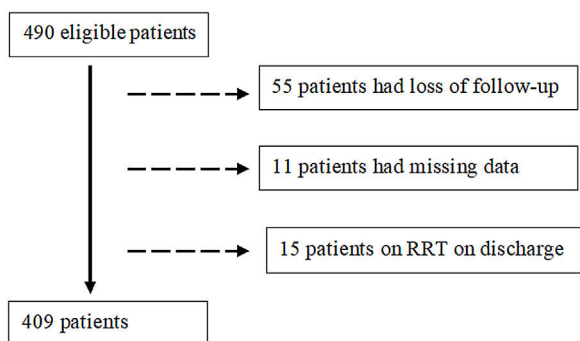 490 eligible patients
55 patients had loss of follow-up
11 patients had missing data
15 patients on RRT on discharge
409 patients